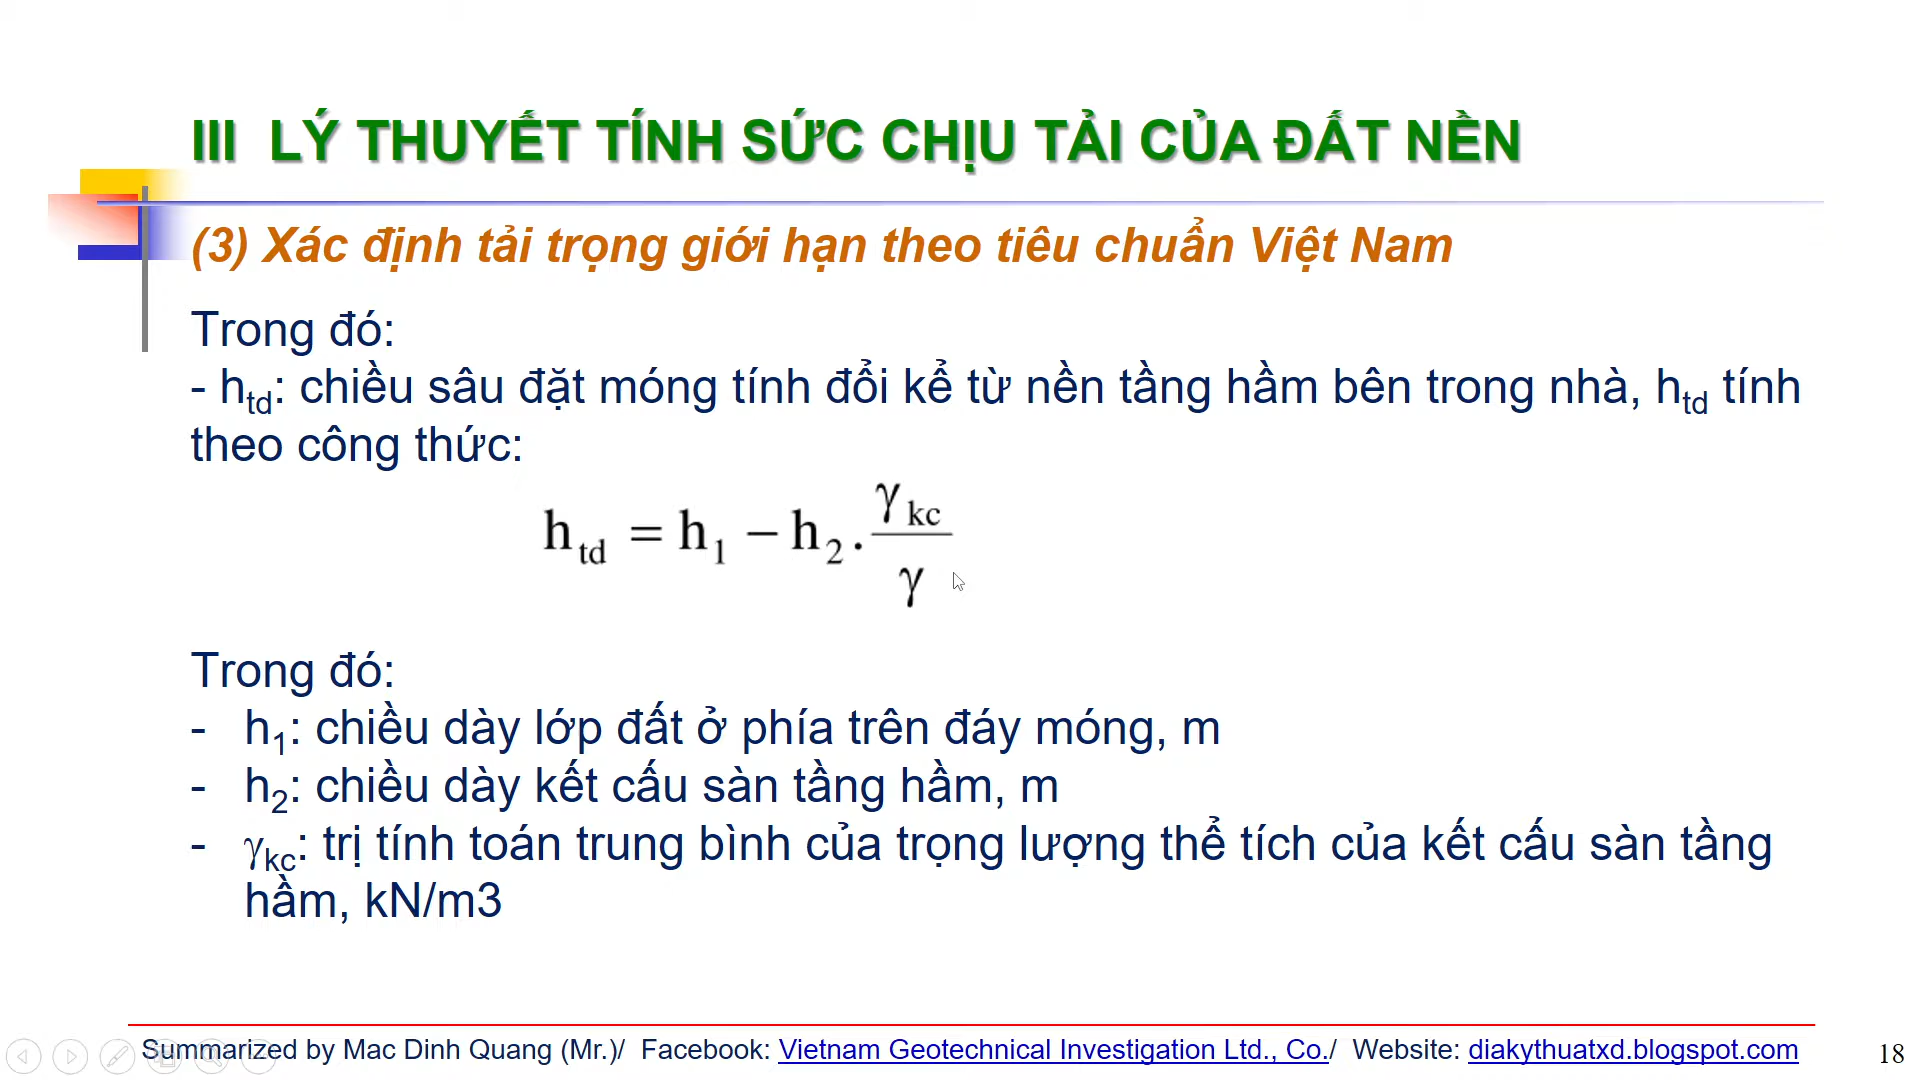 III LÝ THUYẾT TÍNH SỨC CHỊU TẢI CỦA ĐẤT NỀN
(3) Xác định tải trọng giới hạn theo tiêu chuẩn Việt Nam
Trong đó:
- h_td: chiều sâu đặt móng tính đổi kể từ nền tầng hầm bên trong nhà, h_td tính
theo công thức:
h_td = h_1 − h_2 . γ_kc / γ
Trong đó:
- h_1: chiều dày lớp đất ở phía trên đáy móng, m
- h_2: chiều dày kết cấu sàn tầng hầm, m
- γ_kc: trị tính toán trung bình của trọng lượng thể tích của kết cấu sàn tầng
hầm, kN/m3
Summarized by Mac Dinh Quang (Mr.)/ Facebook: Vietnam Geotechnical Investigation Ltd., Co./ Website: diakythuatxd.blogspot.com
18